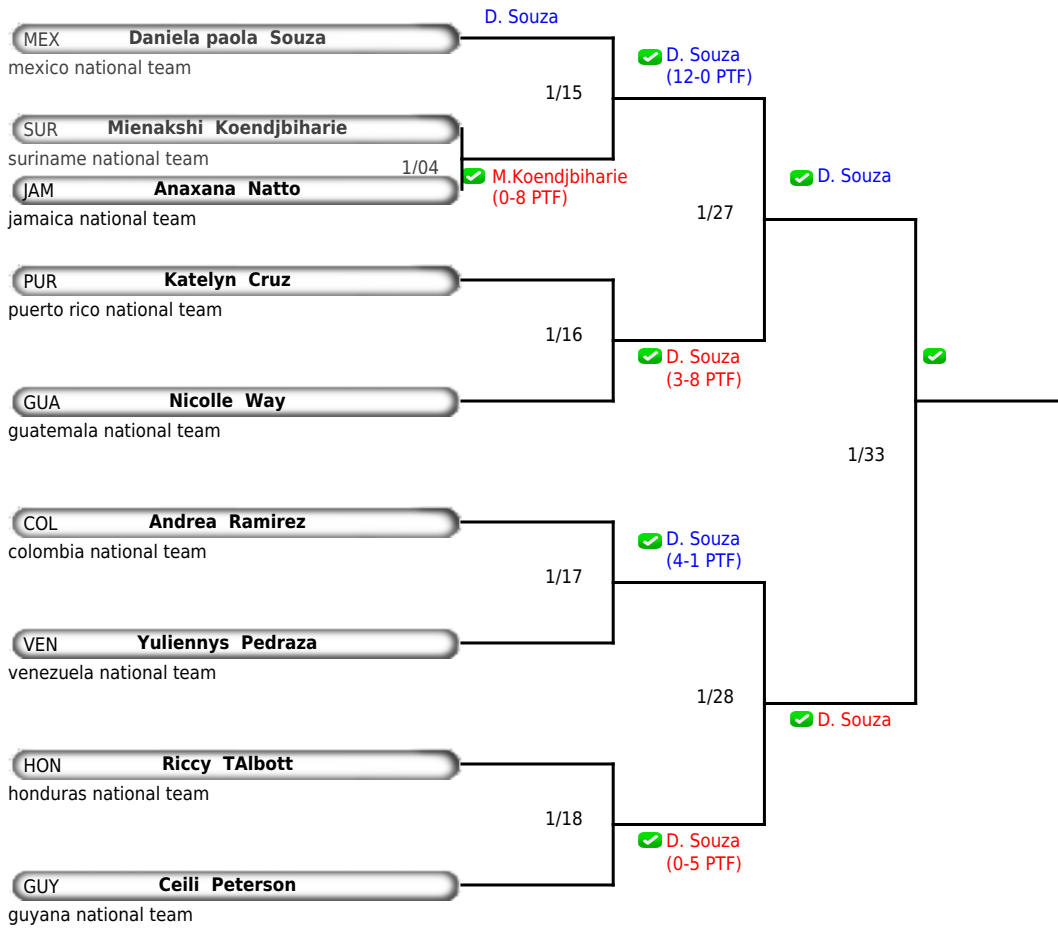 D. Souza
MEX Daniela paola Souza
mexico national team
D. Souza
(12-0 PTF)
1/15
SUR Mienakshi Koendjbiharie
suriname national team
1/04
M.Koendjbiharie
(0-8 PTF)
JAM Anaxana Natto
jamaica national team
D. Souza
1/27
PUR Katelyn Cruz
puerto rico national team
1/16
D. Souza
(3-8 PTF)
GUA Nicolle Way
guatemala national team
1/33
COL Andrea Ramirez
colombia national team
D. Souza
(4-1 PTF)
1/17
VEN Yuliennys Pedraza
venezuela national team
1/28
D. Souza
HON Riccy TAlbott
honduras national team
1/18
D. Souza
(0-5 PTF)
GUY Ceili Peterson
guyana national team